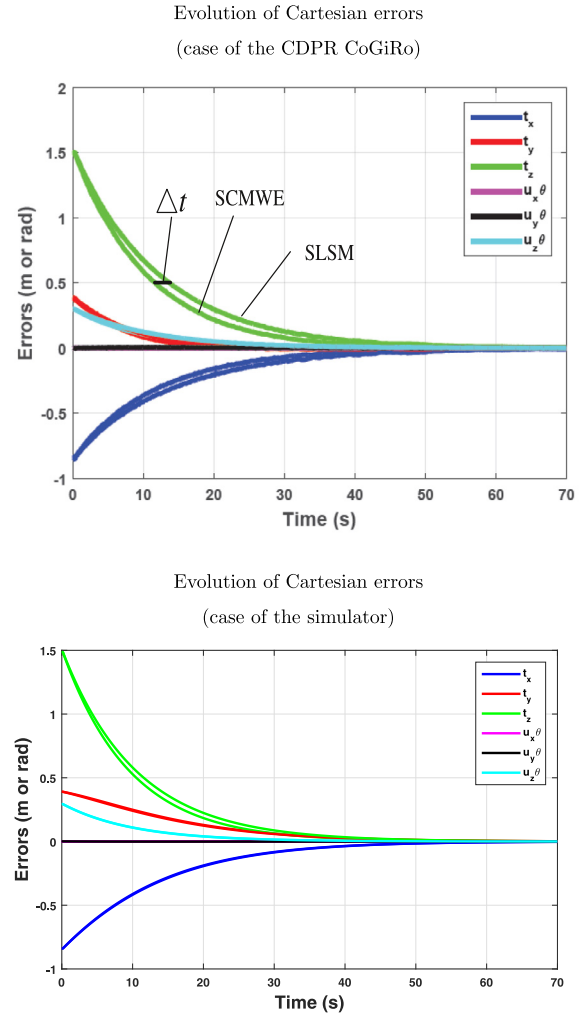 Evolution of Cartesian errors
(case of the CDPR CoGiRo)
2
1.5
1
0.5
0
-0.5
-1
Errors (m or rad)
△t
SCMWE
SLSM
t_x
t_y
t_z
u_xθ
u_yθ
u_zθ
0 10 20 30 40 50 60 70
Time (s)
Evolution of Cartesian errors
(case of the simulator)
1.5
1
0.5
0
-0.5
-1
Errors (m or rad)
t_x
t_y
t_z
u_xθ
u_yθ
u_zθ
0 10 20 30 40 50 60 70
Time (s)